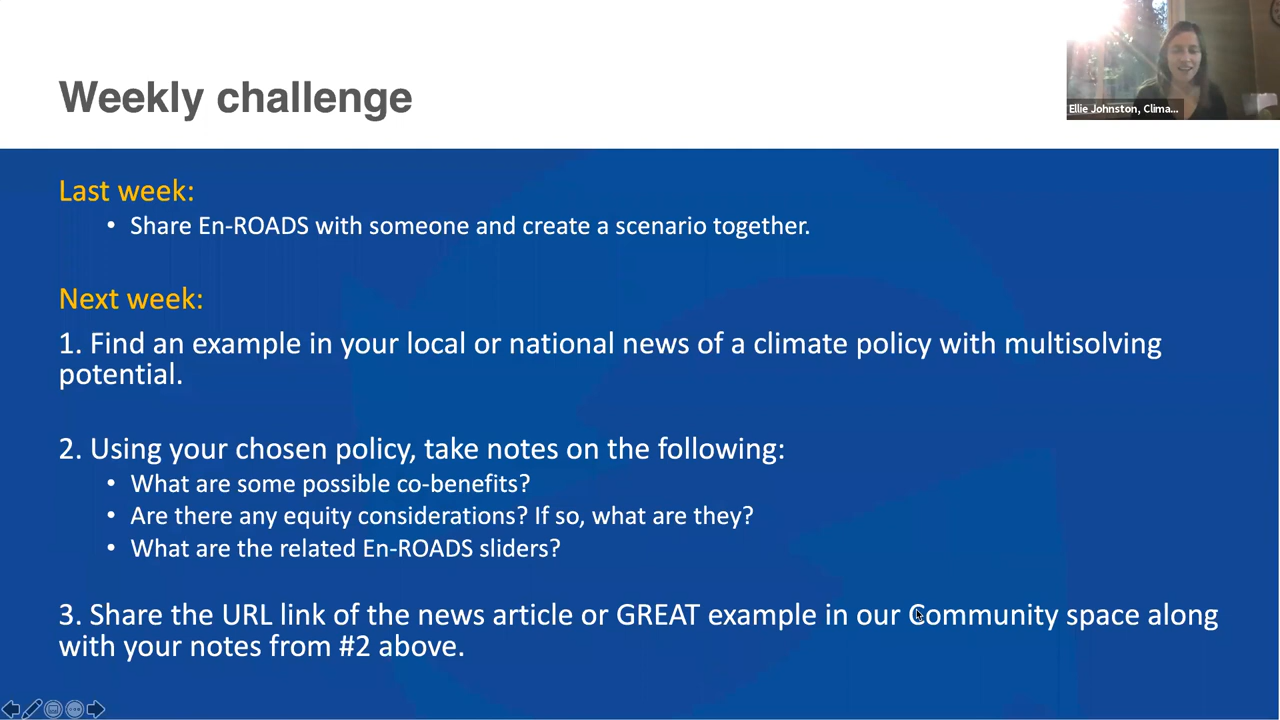 Weekly challenge
Ellie Johnston, Clima...
Last week:
• Share En-ROADS with someone and create a scenario together.
Next week:
1. Find an example in your local or national news of a climate policy with multisolving
potential.
2. Using your chosen policy, take notes on the following:
• What are some possible co-benefits?
• Are there any equity considerations? If so, what are they?
• What are the related En-ROADS sliders?
3. Share the URL link of the news article or GREAT example in our Community space along
with your notes from #2 above.